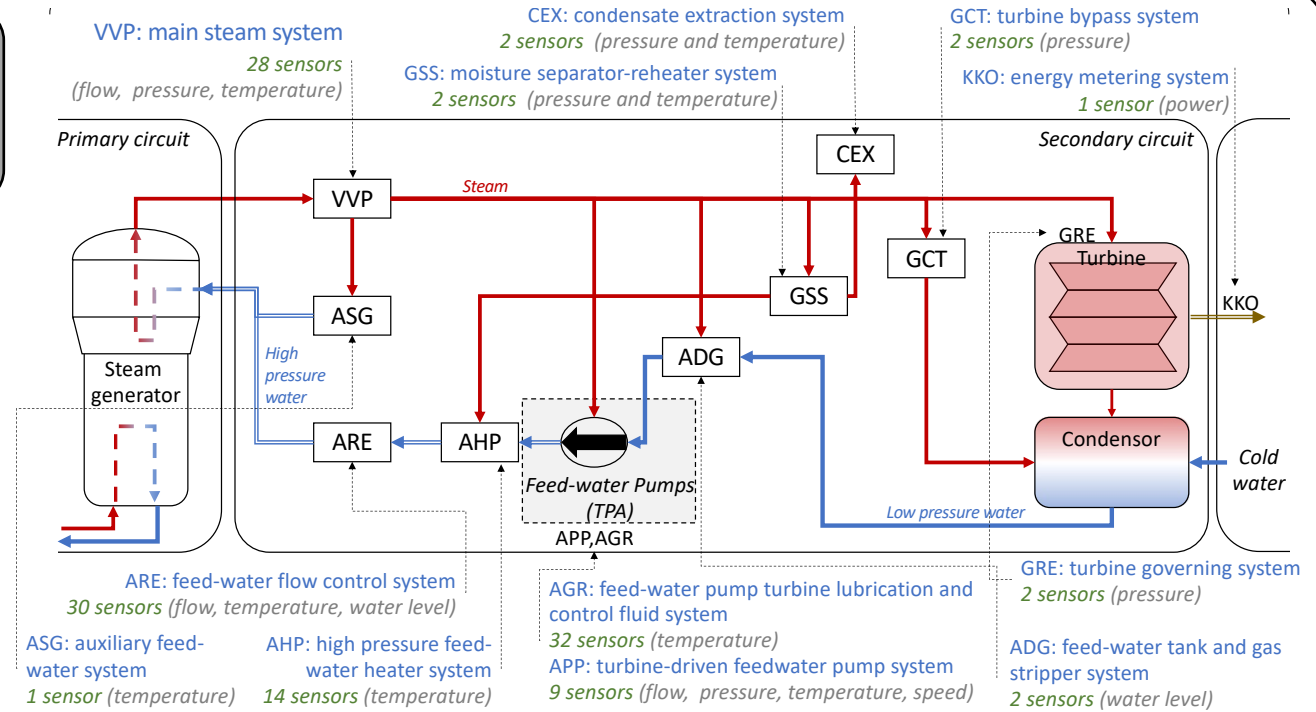 VVP: main steam system
28 sensors
(flow, pressure, temperature)
CEX: condensate extraction system
2 sensors (pressure and temperature)
GSS: moisture separator-reheater system
2 sensors (pressure and temperature)
GCT: turbine bypass system
2 sensors (pressure)
KKO: energy metering system
1 sensor (power)
Primary circuit
Secondary circuit
CEX
VVP
Steam
GRE
Turbine
GCT
GSS
KKO
ASG
ADG
High
pressure
water
Steam
generator
ARE
AHP
Feed-water Pumps
(TPA)
APP,AGR
Condensor
Cold
water
Low pressure water
ARE: feed-water flow control system
30 sensors (flow, temperature, water level)
ASG: auxiliary feed-
water system
1 sensor (temperature)
AHP: high pressure feed-
water heater system
14 sensors (temperature)
AGR: feed-water pump turbine lubrication and
control fluid system
32 sensors (temperature)
APP: turbine-driven feedwater pump system
9 sensors (flow, pressure, temperature, speed)
GRE: turbine governing system
2 sensors (pressure)
ADG: feed-water tank and gas
stripper system
2 sensors (water level)